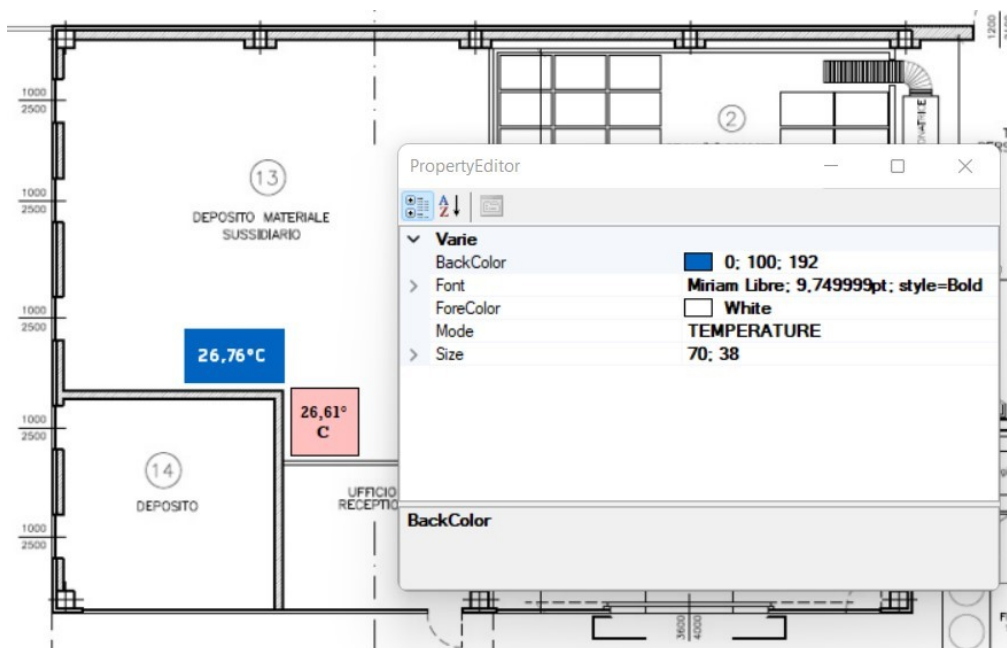 1200
1000
2500
2
13
DEPOSITO MATERIALE
SUSSIDIARIO
1000
2500
1000
2500
26,76°C
26,61°
C
1000
2500
14
DEPOSITO
UFFICIO
1000
2500
3600
4000
PropertyEditor
Varie
BackColor 0; 100; 192
Font Miriam Libre; 9,749999pt; style=Bold
ForeColor White
Mode TEMPERATURE
Size 70; 38
BackColor